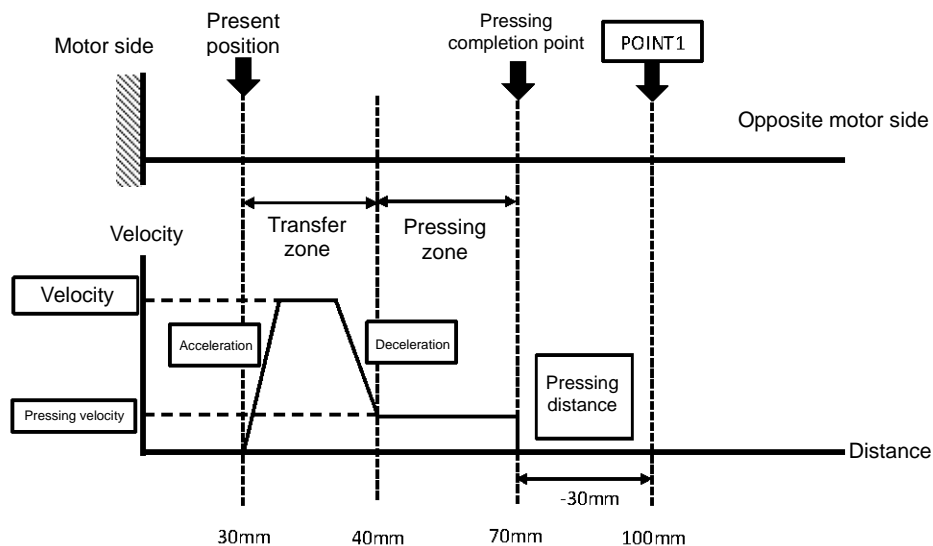 Motor side
Present
position
Pressing
completion point
POINT1
Opposite motor side
Transfer
zone
Pressing
zone
Velocity
Velocity
Acceleration
Deceleration
Pressing velocity
Pressing
distance
Distance
-30mm
30mm
40mm
70mm
100mm